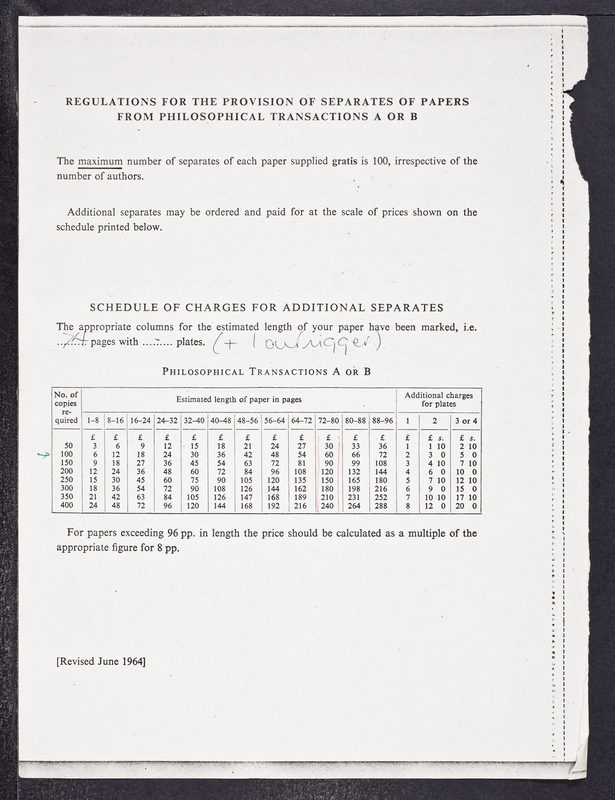 REGULATIONS FOR THE PROVISION OF SEPARATES OF PAPERS
FROM PHILOSOPHICAL TRANSACTIONS A OR B
The maximum number of separates of each paper supplied gratis is 100, irrespective of the
number of authors.
Additional separates may be ordered and paid for at the scale of prices shown on the
schedule printed below.
SCHEDULE OF CHARGES FOR ADDITIONAL SEPARATES
The appropriate columns for the estimated length of your paper have been marked, i.e.
74 pages with ....-.... plates. (+ 1 outrigger)
PHILOSOPHICAL TRANSACTIONS A OR B
No. of copies re-quired Estimated length of paper in pages Additional charges for plates
1–8 8–16 16–24 24–32 32–40 40–48 48–56 56–64 64–72 72–80 80–88 88–96 1 2 3 or 4
£ £ £ £ £ £ £ £ £ £ £ £ £ £ s. £ s.
50 3 6 9 12 15 18 21 24 27 30 33 36 1 1 10 2 10
100 6 12 18 24 30 36 42 48 54 60 66 72 2 3 0 5 0
150 9 18 27 36 45 54 63 72 81 90 99 108 3 4 10 7 10
200 12 24 36 48 60 72 84 96 108 120 132 144 4 6 0 10 0
250 15 30 45 60 75 90 105 120 135 150 165 180 5 7 10 12 10
300 18 36 54 72 90 108 126 144 162 180 198 216 6 9 0 15 0
350 21 42 63 84 105 126 147 168 189 210 231 252 7 10 10 17 10
400 24 48 72 96 120 144 168 192 216 240 264 288 8 12 0 20 0
For papers exceeding 96 pp. in length the price should be calculated as a multiple of the
appropriate figure for 8 pp.
[Revised June 1964]